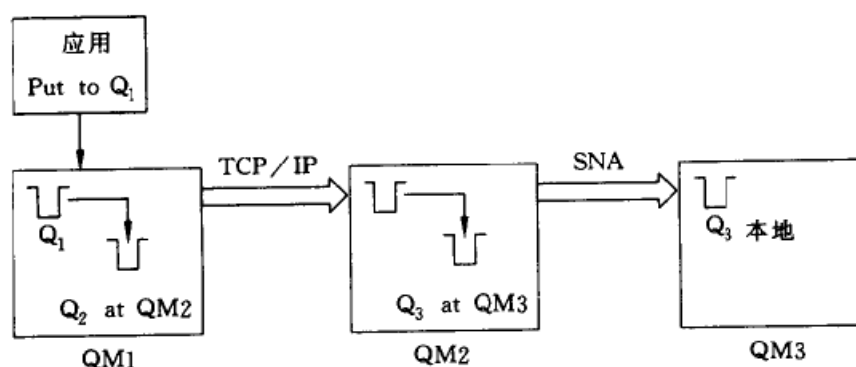 应用
Put to Q₁
TCP／IP
SNA
Q₁
Q₃ 本地
Q₂ at QM2
Q₃ at QM3
QM1
QM2
QM3